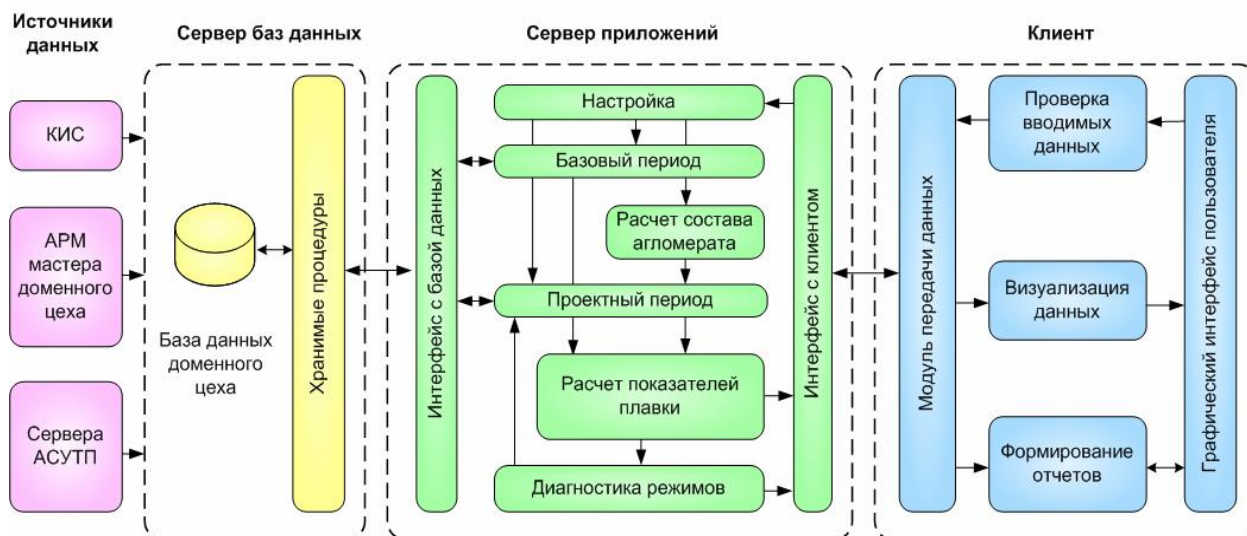 Источники
данных
Сервер баз данных
Сервер приложений
Клиент
КИС
АРМ
мастера
доменного
цеха
Сервера
АСУТП
База данных
доменного
цеха
Хранимые процедуры
Интерфейс с базой данных
Настройка
Базовый период
Расчет состава
агломерата
Проектный период
Расчет показателей
плавки
Диагностика режимов
Интерфейс с клиентом
Модуль передачи данных
Проверка
вводимых
данных
Визуализация
данных
Формирование
отчетов
Графический интерфейс пользователя